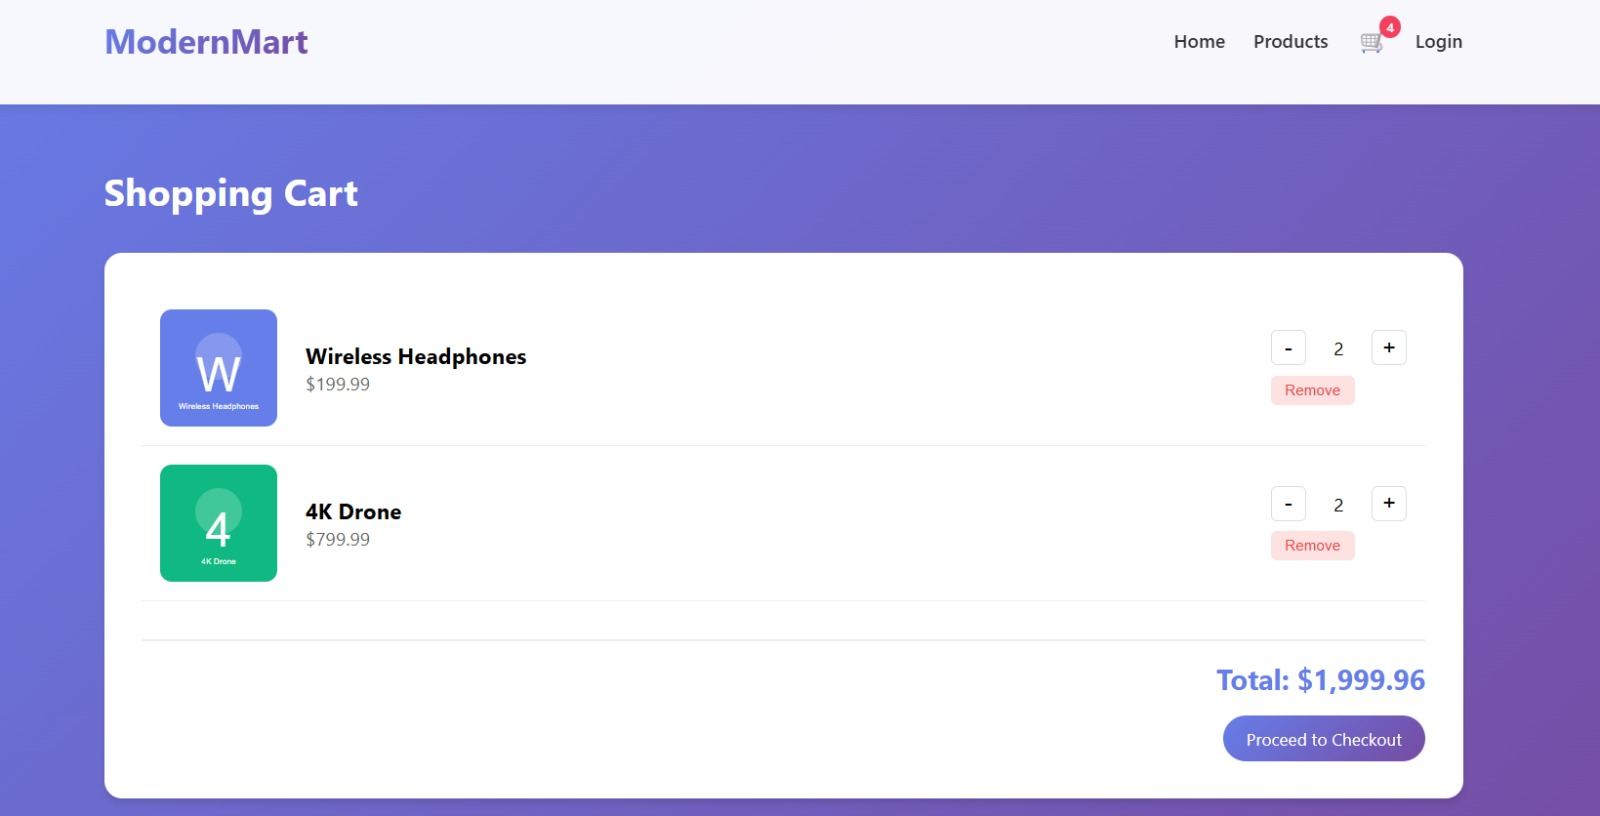 ModernMart
Home Products 4 Login
Shopping Cart
W
Wireless Headphones
Wireless Headphones
$199.99
- 2 +
Remove
4
4K Drone
4K Drone
$799.99
- 2 +
Remove
Total: $1,999.96
Proceed to Checkout